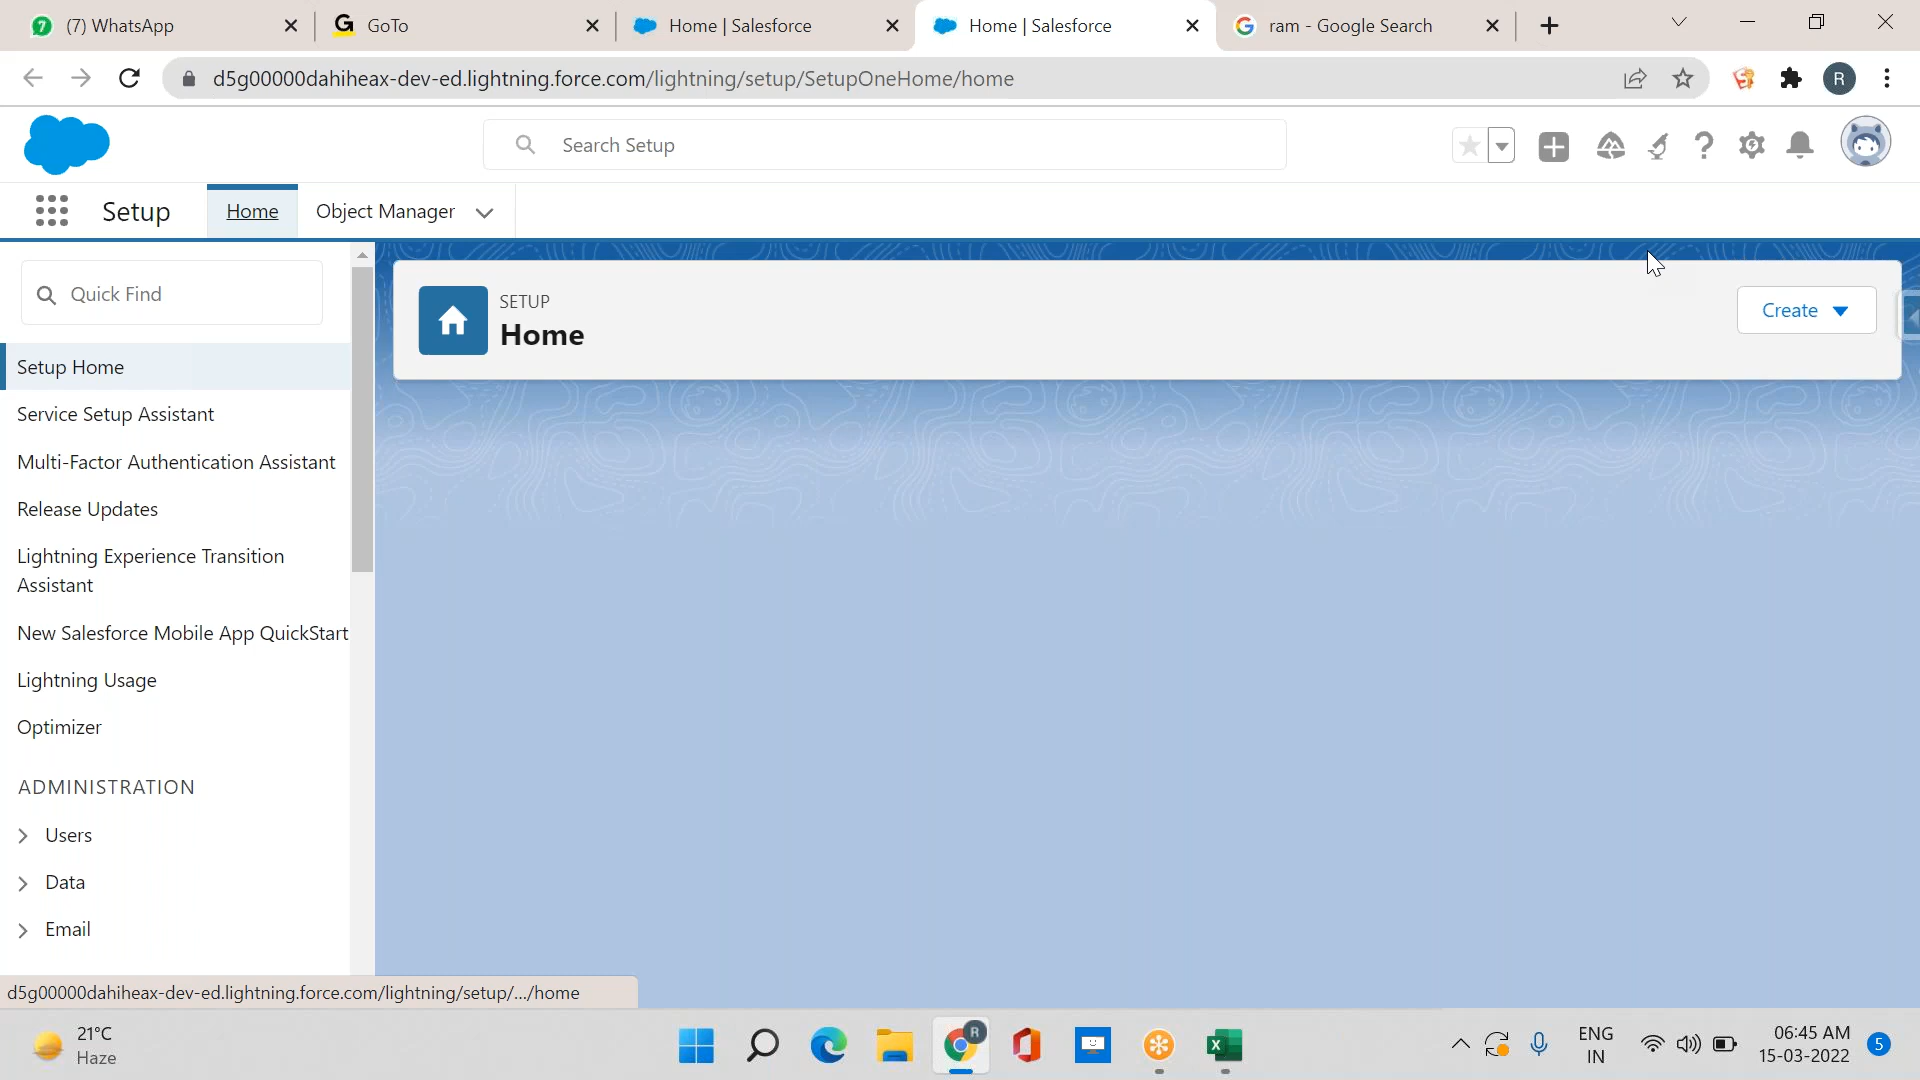 7 (7) WhatsApp
G GoTo
Home | Salesforce
Home | Salesforce
ram - Google Search
d5g00000dahiheax-dev-ed.lightning.force.com/lightning/setup/SetupOneHome/home
R
Search Setup
Setup
Home
Object Manager
Quick Find
SETUP
Home
Create
Setup Home
Service Setup Assistant
Multi-Factor Authentication Assistant
Release Updates
Lightning Experience Transition
Assistant
New Salesforce Mobile App QuickStart
Lightning Usage
Optimizer
ADMINISTRATION
Users
Data
Email
d5g00000dahiheax-dev-ed.lightning.force.com/lightning/setup/.../home
21°C
Haze
R
ENG
IN
06:45 AM
15-03-2022
5